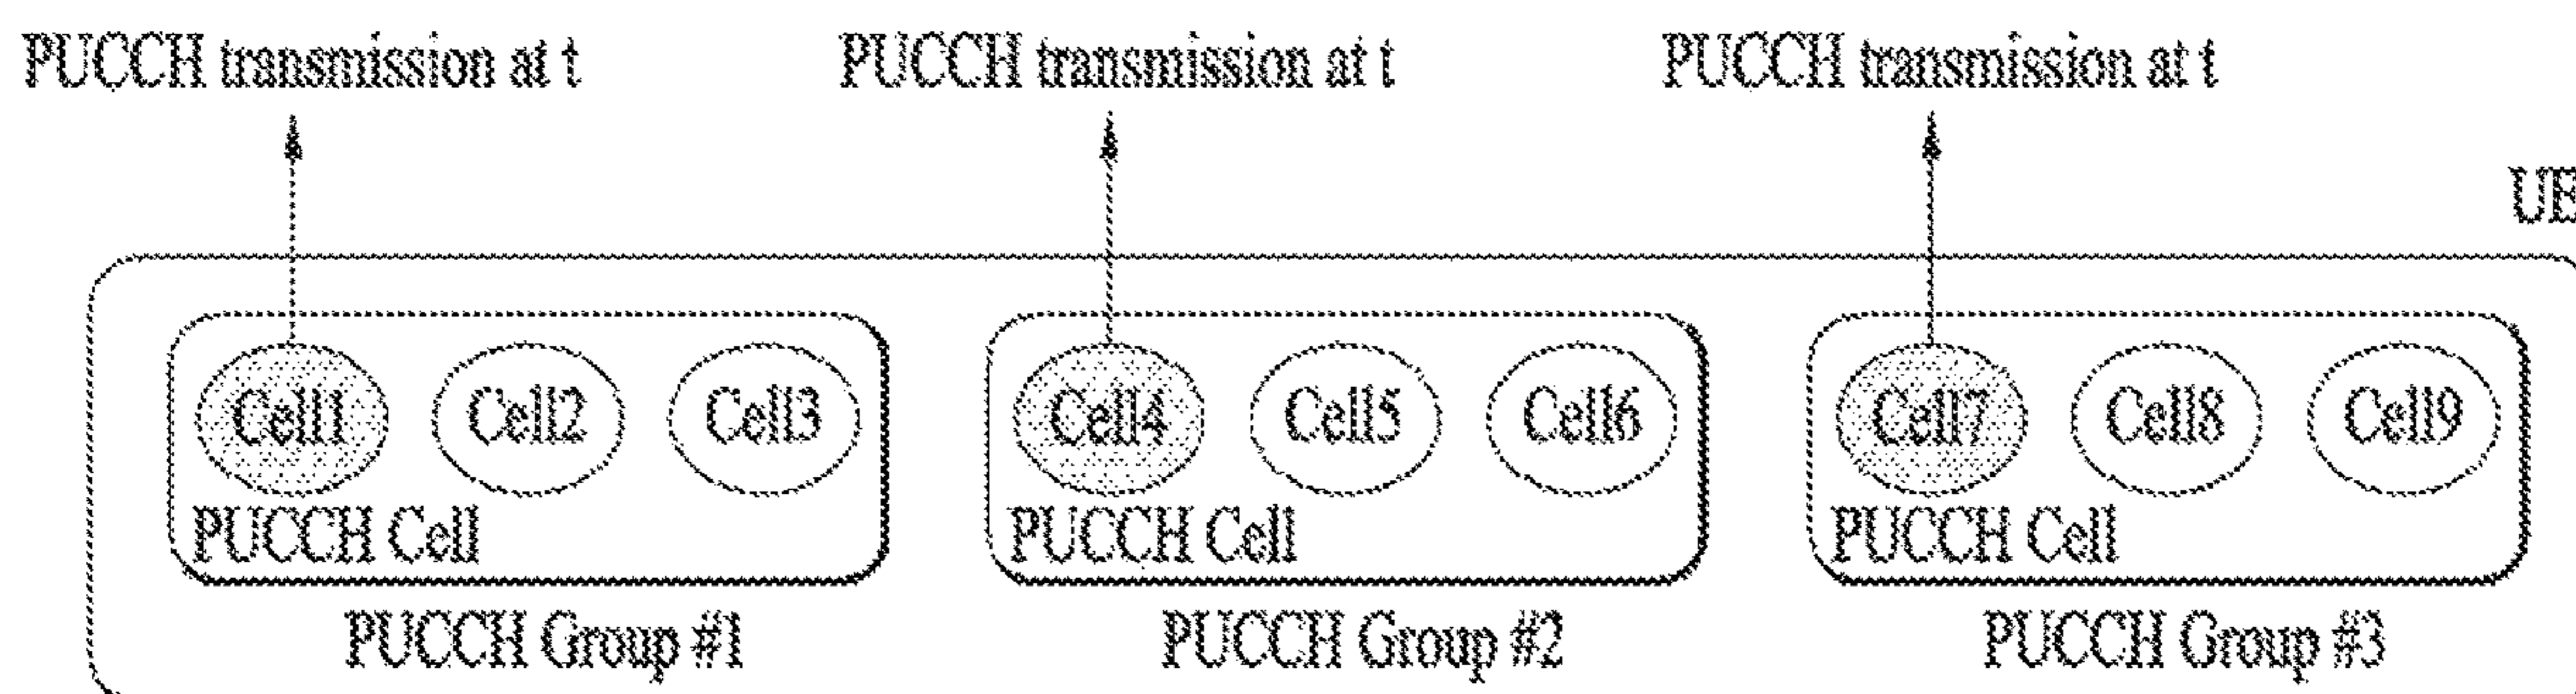 PUCCH transmission at t PUCCH transmission at t PUCCH transmission at t
UE
Cell1 Cell2 Cell3 Cell4 Cell5 Cell6 Cell7 Cell8 Cell9
PUCCH Cell PUCCH Cell PUCCH Cell
PUCCH Group #1 PUCCH Group #2 PUCCH Group #3